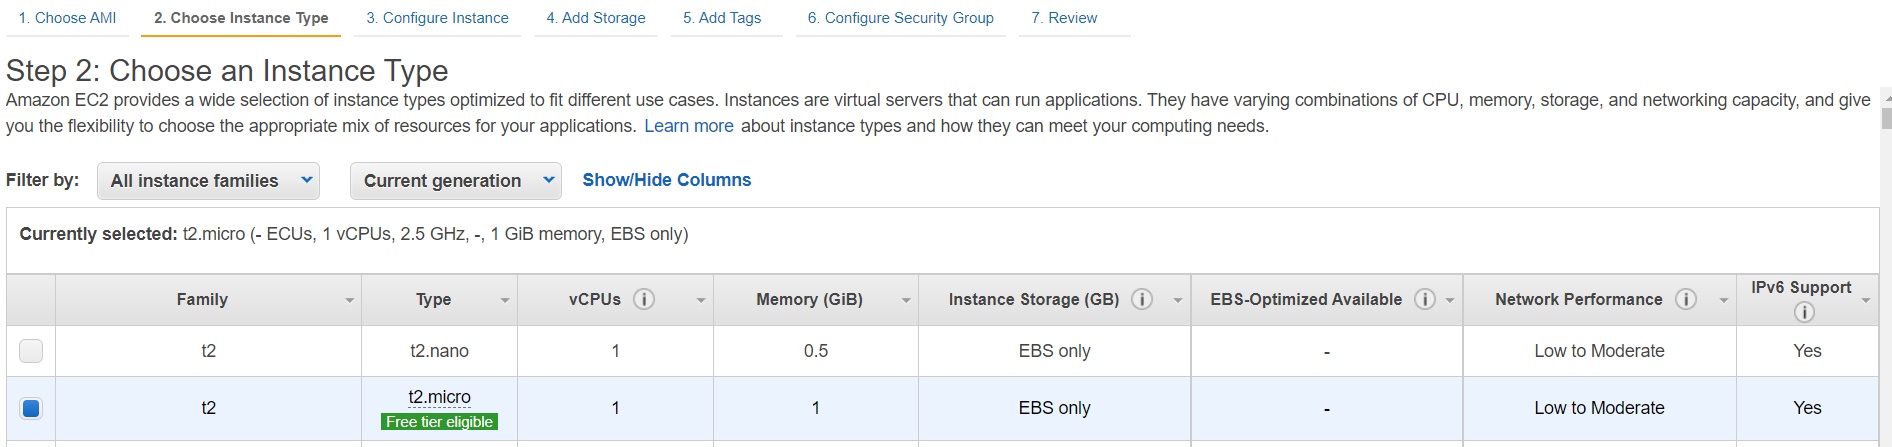 1. Choose AMI 2. Choose Instance Type 3. Configure Instance 4. Add Storage 5. Add Tags 6. Configure Security Group 7. Review
Step 2: Choose an Instance Type
Amazon EC2 provides a wide selection of instance types optimized to fit different use cases. Instances are virtual servers that can run applications. They have varying combinations of CPU, memory, storage, and networking capacity, and give
you the flexibility to choose the appropriate mix of resources for your applications. Learn more about instance types and how they can meet your computing needs.
Filter by: All instance families Current generation Show/Hide Columns
Currently selected: t2.micro (- ECUs, 1 vCPUs, 2.5 GHz, -, 1 GiB memory, EBS only)
Family Type vCPUs i Memory (GiB) Instance Storage (GB) i EBS-Optimized Available i Network Performance i IPv6 Support i
t2 t2.nano 1 0.5 EBS only - Low to Moderate Yes
t2 t2.micro 1 1 EBS only - Low to Moderate Yes
Free tier eligible